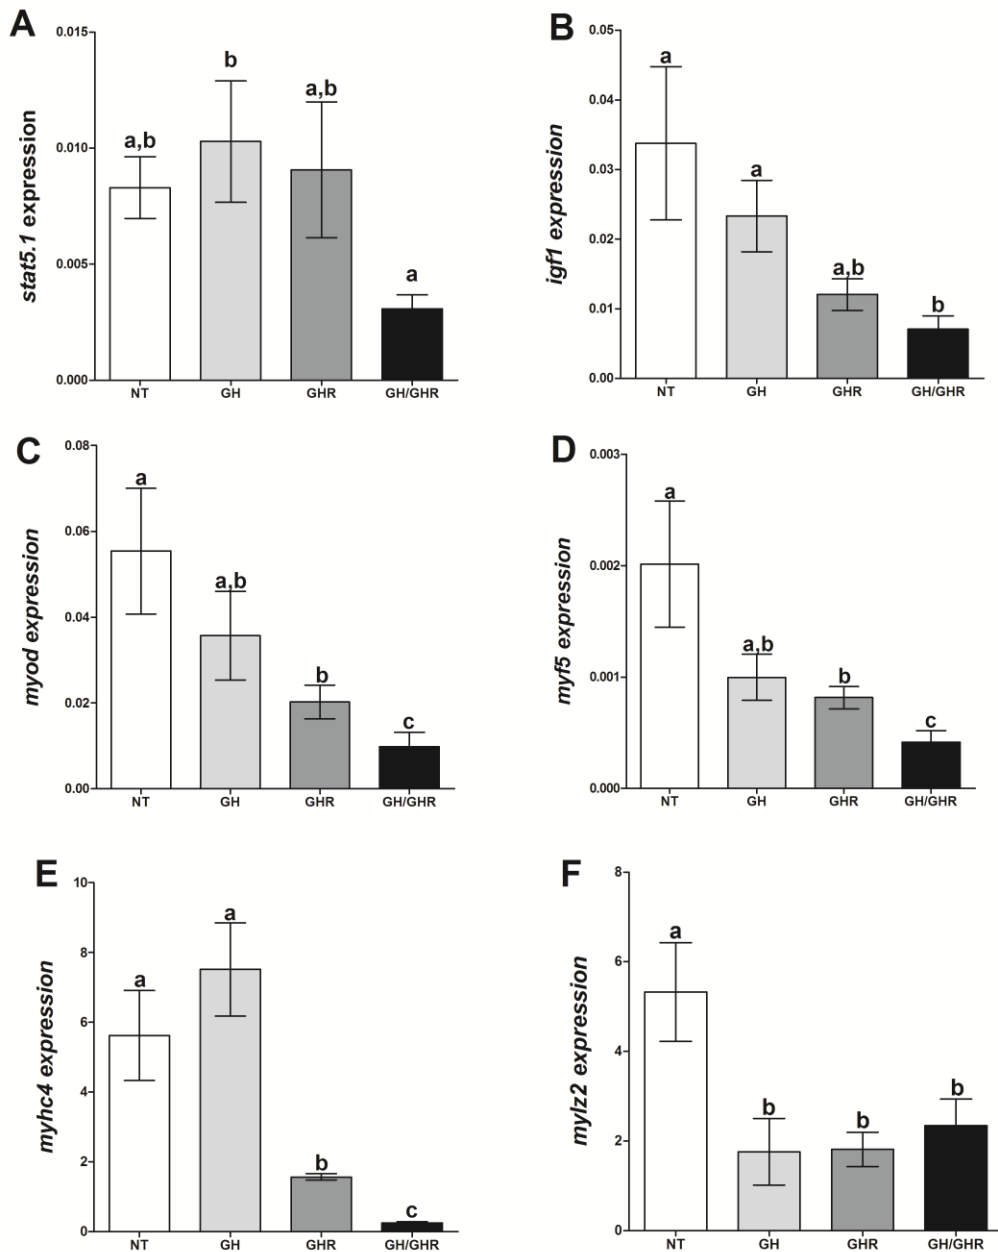 A
stat5.1 expression
0.015
0.010
0.005
0.000
a,b
b
a,b
a
NT GH GHR GH/GHR
B
igf1 expression
0.05
0.04
0.03
0.02
0.01
0.00
a
a
a,b
b
NT GH GHR GH/GHR
C
myod expression
0.08
0.06
0.04
0.02
0.00
a
a,b
b
c
NT GH GHR GH/GHR
D
myf5 expression
0.003
0.002
0.001
0.000
a
a,b
b
c
NT GH GHR GH/GHR
E
myhc4 expression
10
8
6
4
2
0
a
a
b
c
NT GH GHR GH/GHR
F
mylz2 expression
8
6
4
2
0
a
b
b
b
NT GH GHR GH/GHR